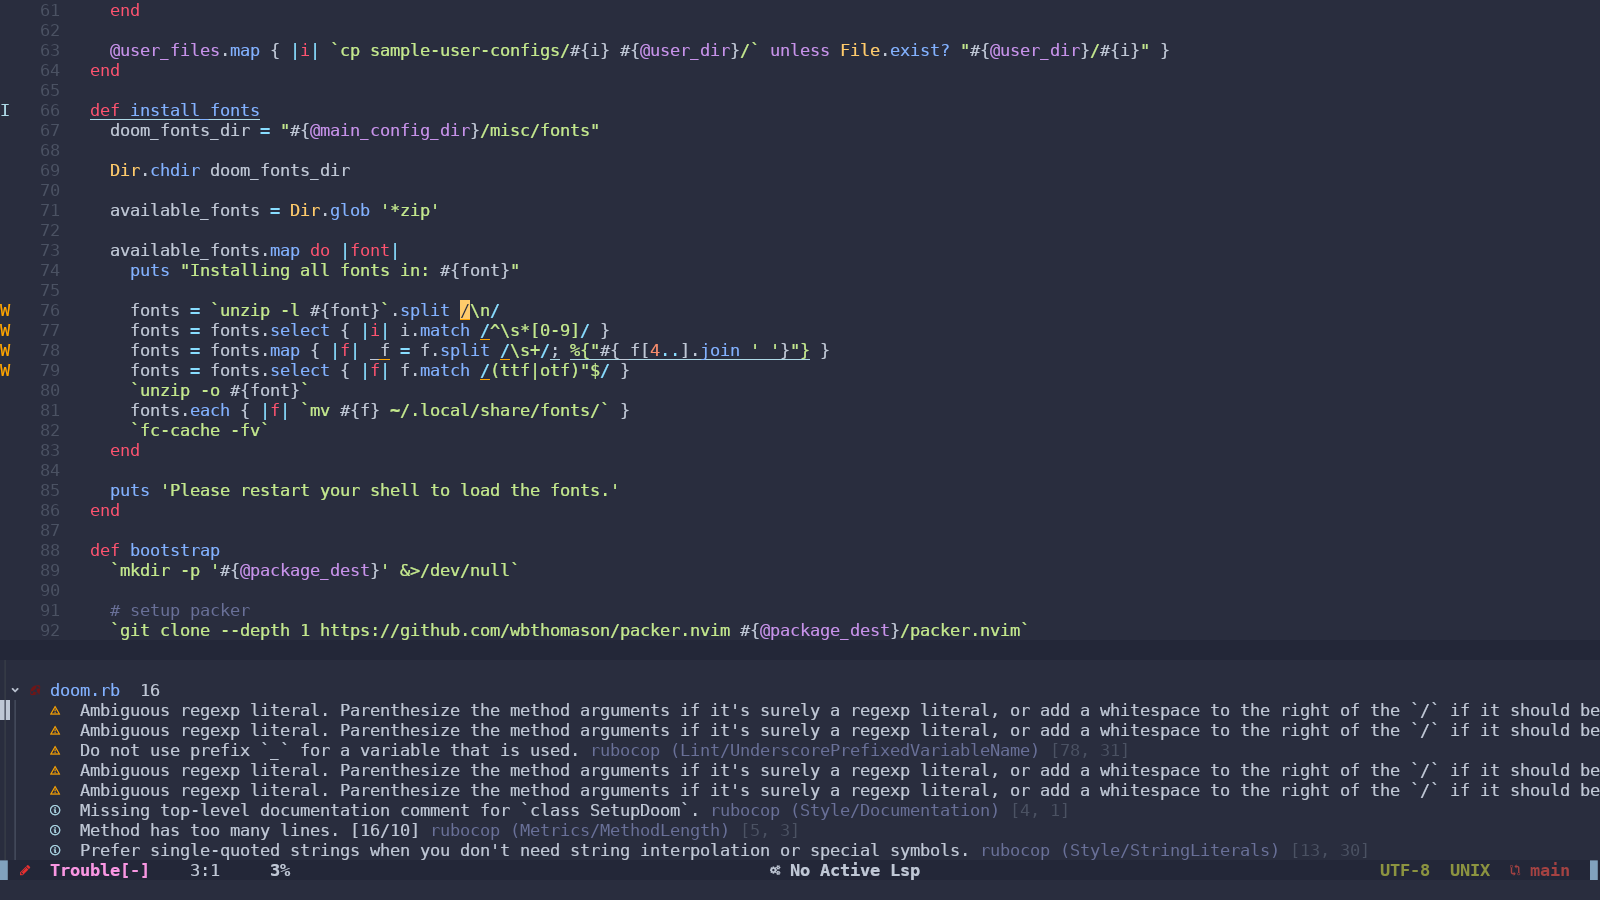 61 end
62
63 @user_files.map { |i| `cp sample-user-configs/#{i} #{@user_dir}/` unless File.exist? "#{@user_dir}/#{i}" }
64 end
65
I 66 def install_fonts
67 doom_fonts_dir = "#{@main_config_dir}/misc/fonts"
68
69 Dir.chdir doom_fonts_dir
70
71 available_fonts = Dir.glob '*zip'
72
73 available_fonts.map do |font|
74 puts "Installing all fonts in: #{font}"
75
W 76 fonts = `unzip -l #{font}`.split /\n/
W 77 fonts = fonts.select { |i| i.match /^\s*[0-9]/ }
W 78 fonts = fonts.map { |f| _f = f.split /\s+/; %{"#{_f[4..].join ' '}"} }
W 79 fonts = fonts.select { |f| f.match /(ttf|otf)"$/ }
80 `unzip -o #{font}`
81 fonts.each { |f| `mv #{f} ~/.local/share/fonts/` }
82 `fc-cache -fv`
83 end
84
85 puts 'Please restart your shell to load the fonts.'
86 end
87
88 def bootstrap
89 `mkdir -p '#{@package_dest}' &>/dev/null`
90
91 # setup packer
92 `git clone --depth 1 https://github.com/wbthomason/packer.nvim #{@package_dest}/packer.nvim`
doom.rb 16
Ambiguous regexp literal. Parenthesize the method arguments if it's surely a regexp literal, or add a whitespace to the right of the `/` if it should be
Ambiguous regexp literal. Parenthesize the method arguments if it's surely a regexp literal, or add a whitespace to the right of the `/` if it should be
Do not use prefix `_` for a variable that is used. rubocop (Lint/UnderscorePrefixedVariableName) [78, 31]
Ambiguous regexp literal. Parenthesize the method arguments if it's surely a regexp literal, or add a whitespace to the right of the `/` if it should be
Ambiguous regexp literal. Parenthesize the method arguments if it's surely a regexp literal, or add a whitespace to the right of the `/` if it should be
Missing top-level documentation comment for `class SetupDoom`. rubocop (Style/Documentation) [4, 1]
Method has too many lines. [16/10] rubocop (Metrics/MethodLength) [5, 3]
Prefer single-quoted strings when you don't need string interpolation or special symbols. rubocop (Style/StringLiterals) [13, 30]
Trouble[-] 3:1 3% No Active Lsp UTF-8 UNIX main